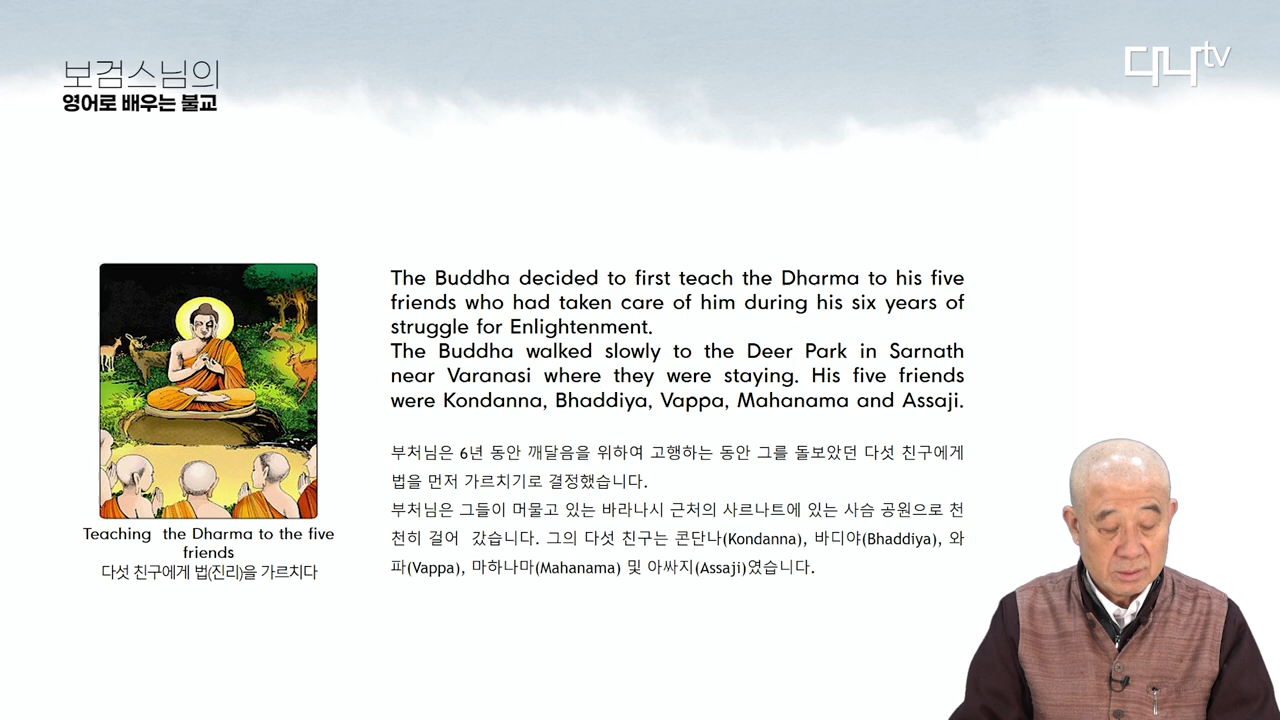 보검스님의
영어로 배우는 불교
tv
The Buddha decided to first teach the Dharma to his five
friends who had taken care of him during his six years of
struggle for Enlightenment.
The Buddha walked slowly to the Deer Park in Sarnath
near Varanasi where they were staying. His five friends
were Kondanna, Bhaddiya, Vappa, Mahanama and Assaji.
부처님은 6년 동안 깨달음을 위하여 고행하는 동안 그를 돌보았던 다섯 친구에게
법을 먼저 가르치기로 결정했습니다.
부처님은 그들이 머물고 있는 바라나시 근처의 사르나트에 있는 사슴 공원으로 천
천히 걸어 갔습니다. 그의 다섯 친구는 콘단나(Kondanna), 바디야(Bhaddiya), 와
파(Vappa), 마하나마(Mahanama) 및 아싸지(Assaji)였습니다.
Teaching the Dharma to the five
friends
다섯 친구에게 법(진리)을 가르치다